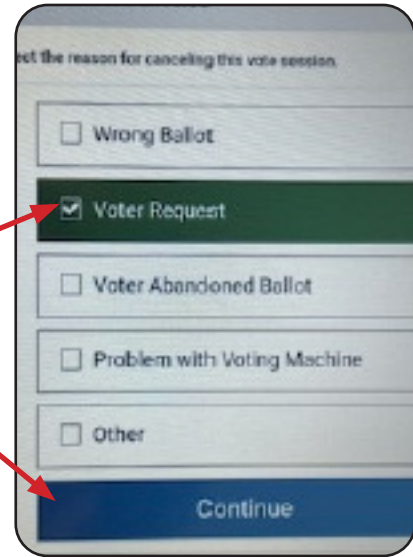 ect the reason for canceling this vote session.
Wrong Ballot
Voter Request
Voter Abandoned Ballot
Problem with Voting Machine
Other
Continue